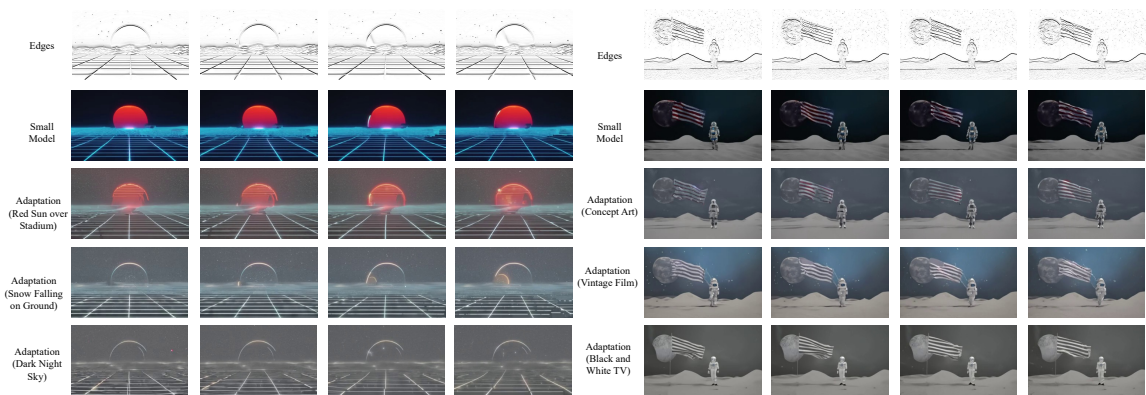 Edges
Small
Model
Adaptation
(Red Sun over
Stadium)
Adaptation
(Snow Falling
on Ground)
Adaptation
(Dark Night
Sky)
Edges
Small
Model
Adaptation
(Concept Art)
Adaptation
(Vintage Film)
Adaptation
(Black and
White TV)